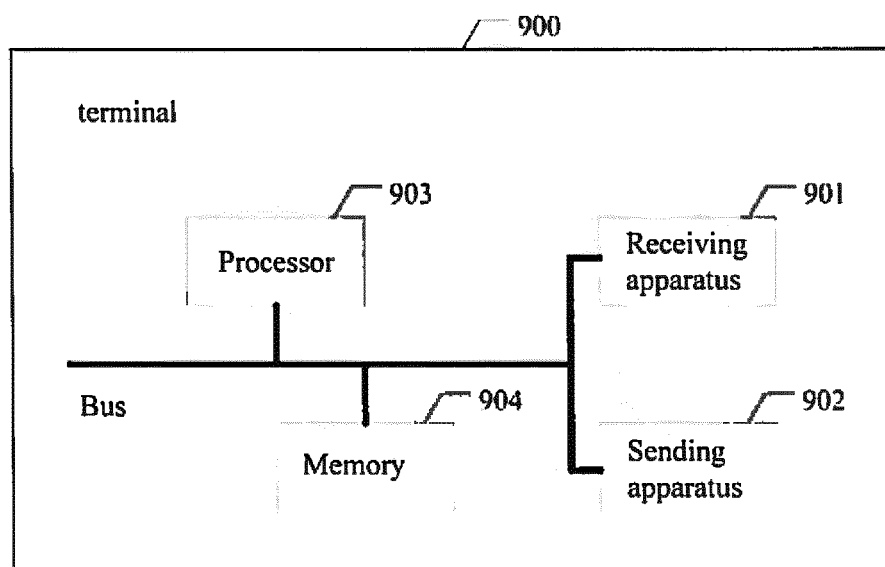 900
terminal
903
901
Processor
Receiving
apparatus
Bus
904
902
Memory
Sending
apparatus